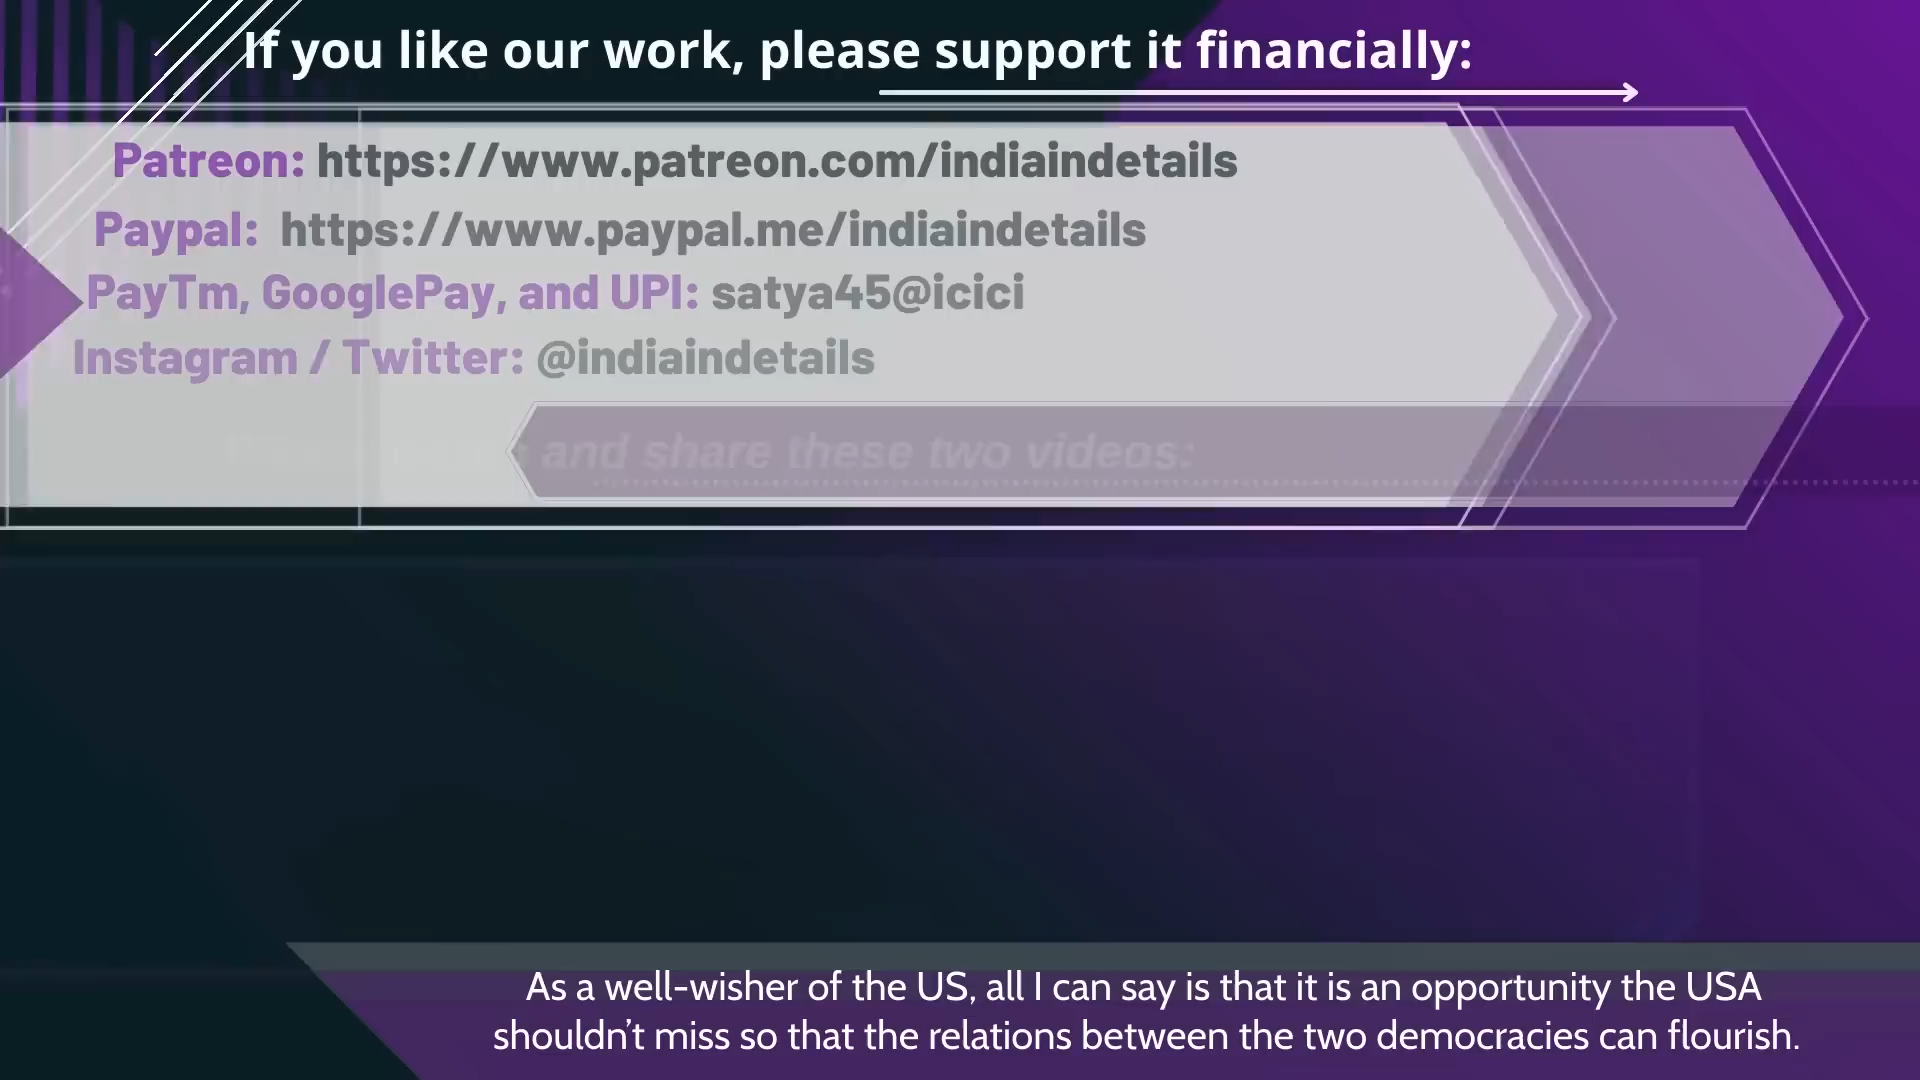 If you like our work, please support it financially:
Patreon: https://www.patreon.com/indiaindetails
Paypal: https://www.paypal.me/indiaindetails
PayTm, GooglePay, and UPI: satya45@icici
Instagram / Twitter: @indiaindetails
and share these two videos:
As a well-wisher of the US, all I can say is that it is an opportunity the USA
shouldn't miss so that the relations between the two democracies can flourish.